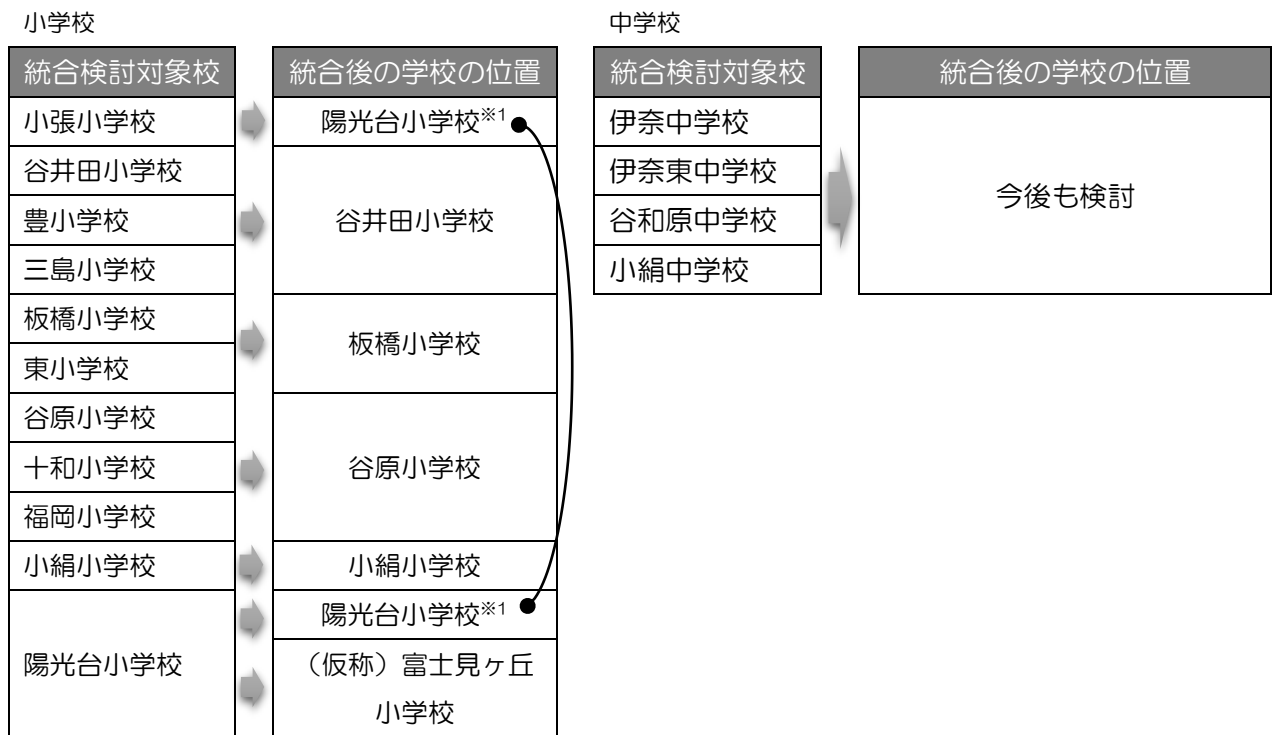 小学校
統合検討対象校
統合後の学校の位置
小張小学校
陽光台小学校※1
谷井田小学校
豊小学校
三島小学校
谷井田小学校
板橋小学校
東小学校
板橋小学校
谷原小学校
十和小学校
福岡小学校
谷原小学校
小絹小学校
小絹小学校
陽光台小学校
陽光台小学校※1
（仮称）富士見ヶ丘
小学校
中学校
統合検討対象校
統合後の学校の位置
伊奈中学校
伊奈東中学校
谷和原中学校
小絹中学校
今後も検討